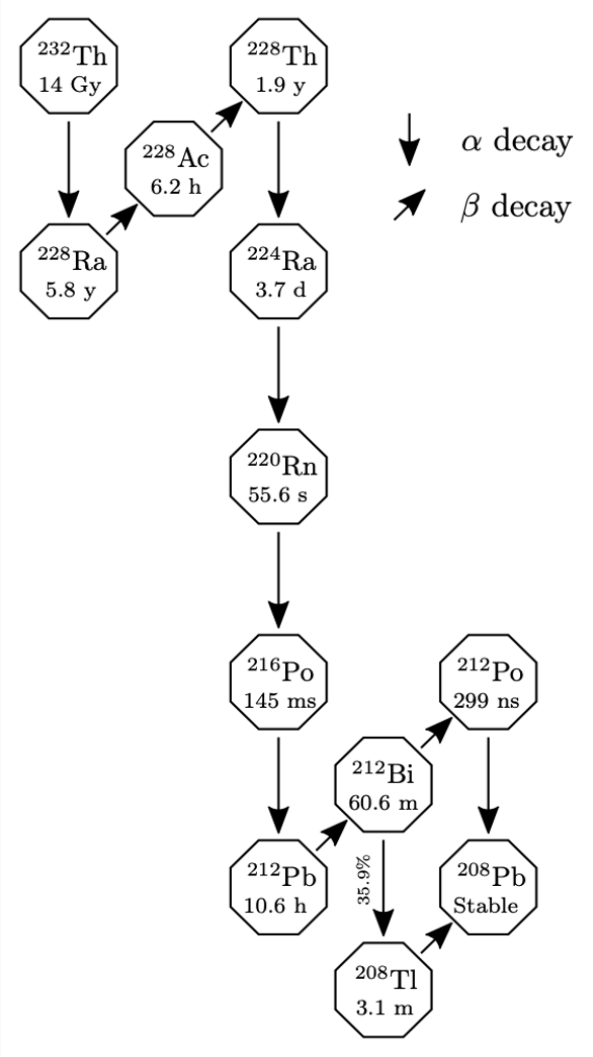 ²³²Th
14 Gy
²²⁸Th
1.9 y
α decay
²²⁸Ac
6.2 h
β decay
²²⁸Ra
5.8 y
²²⁴Ra
3.7 d
²²⁰Rn
55.6 s
²¹⁶Po
145 ms
²¹²Po
299 ns
²¹²Bi
60.6 m
²¹²Pb
10.6 h
35.9%
²⁰⁸Pb
Stable
²⁰⁸Tl
3.1 m